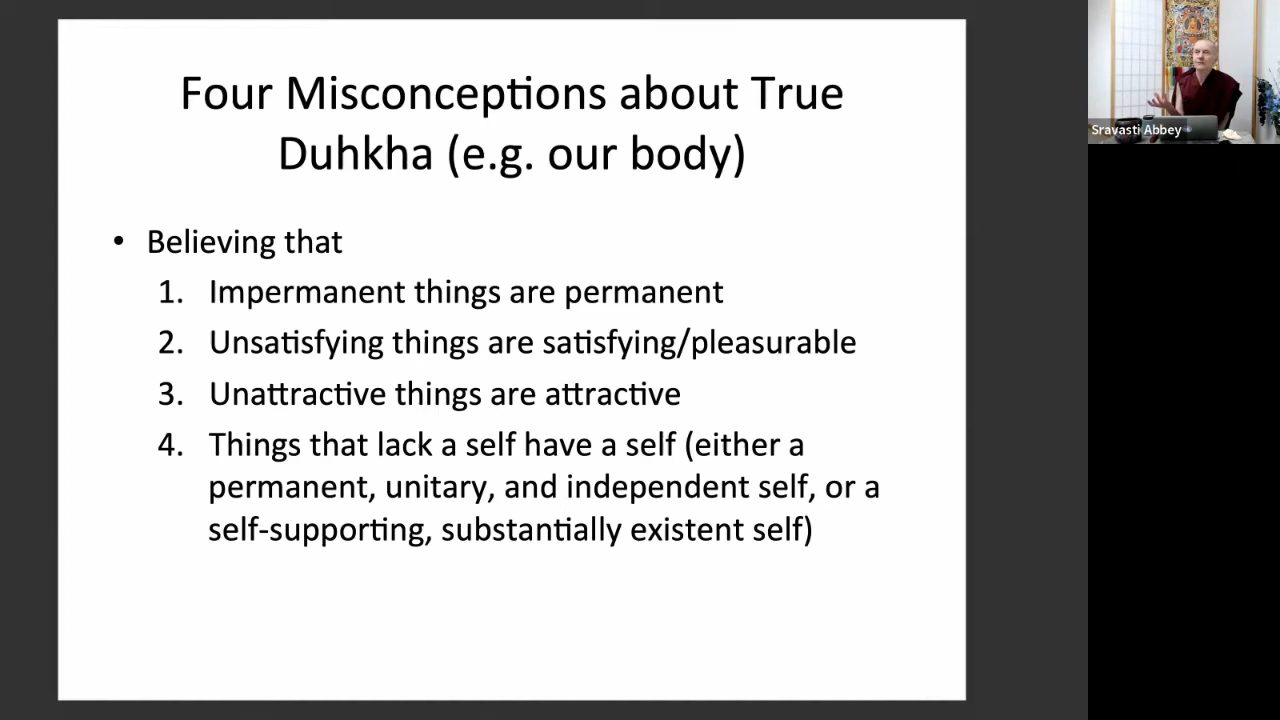 Four Misconceptions about True
Duhkha (e.g. our body)
• Believing that
1. Impermanent things are permanent
2. Unsatisfying things are satisfying/pleasurable
3. Unattractive things are attractive
4. Things that lack a self have a self (either a
permanent, unitary, and independent self, or a
self-supporting, substantially existent self)
Sravasti Abbey